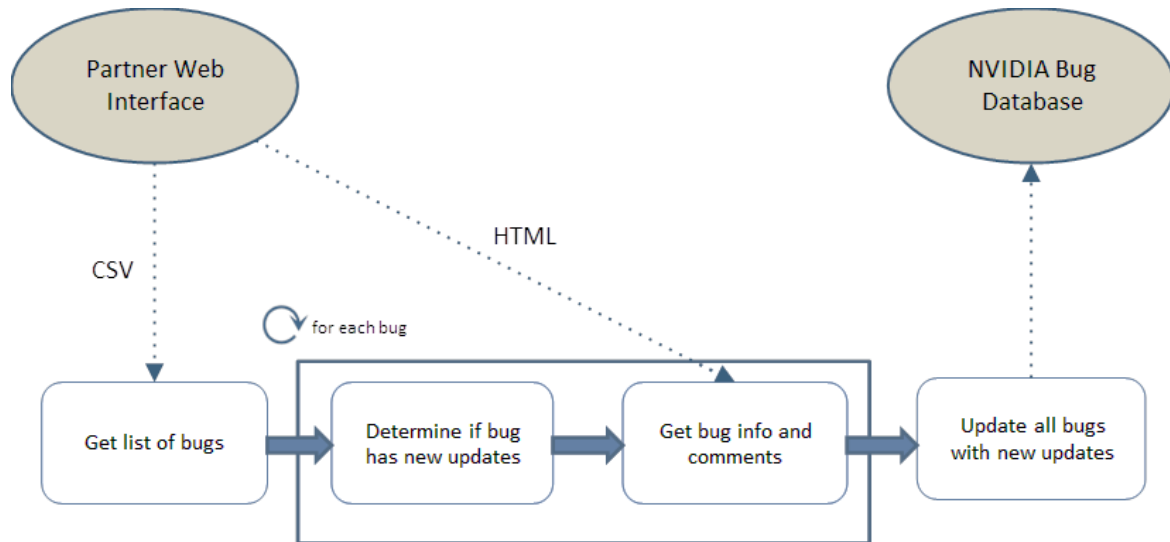 Partner Web
Interface
NVIDIA Bug
Database
HTML
CSV
for each bug
Get list of bugs
Determine if bug
has new updates
Get bug info and
comments
Update all bugs
with new updates